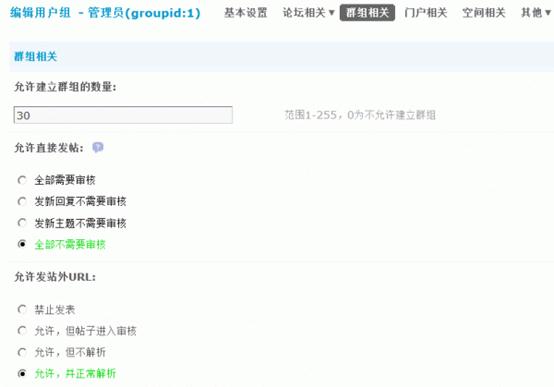 编辑用户组 - 管理员(groupid:1) 基本设置 论坛相关 群组相关 门户相关 空间相关 其他
群组相关
允许建立群组的数量:
30 范围1-255，0为不允许建立群组
允许直接发帖: ?
全部需要审核
发新回复不需要审核
发新主题不需要审核
全部不需要审核
允许发站外URL:
禁止发表
允许，但帖子进入审核
允许，但不解析
允许，并正常解析